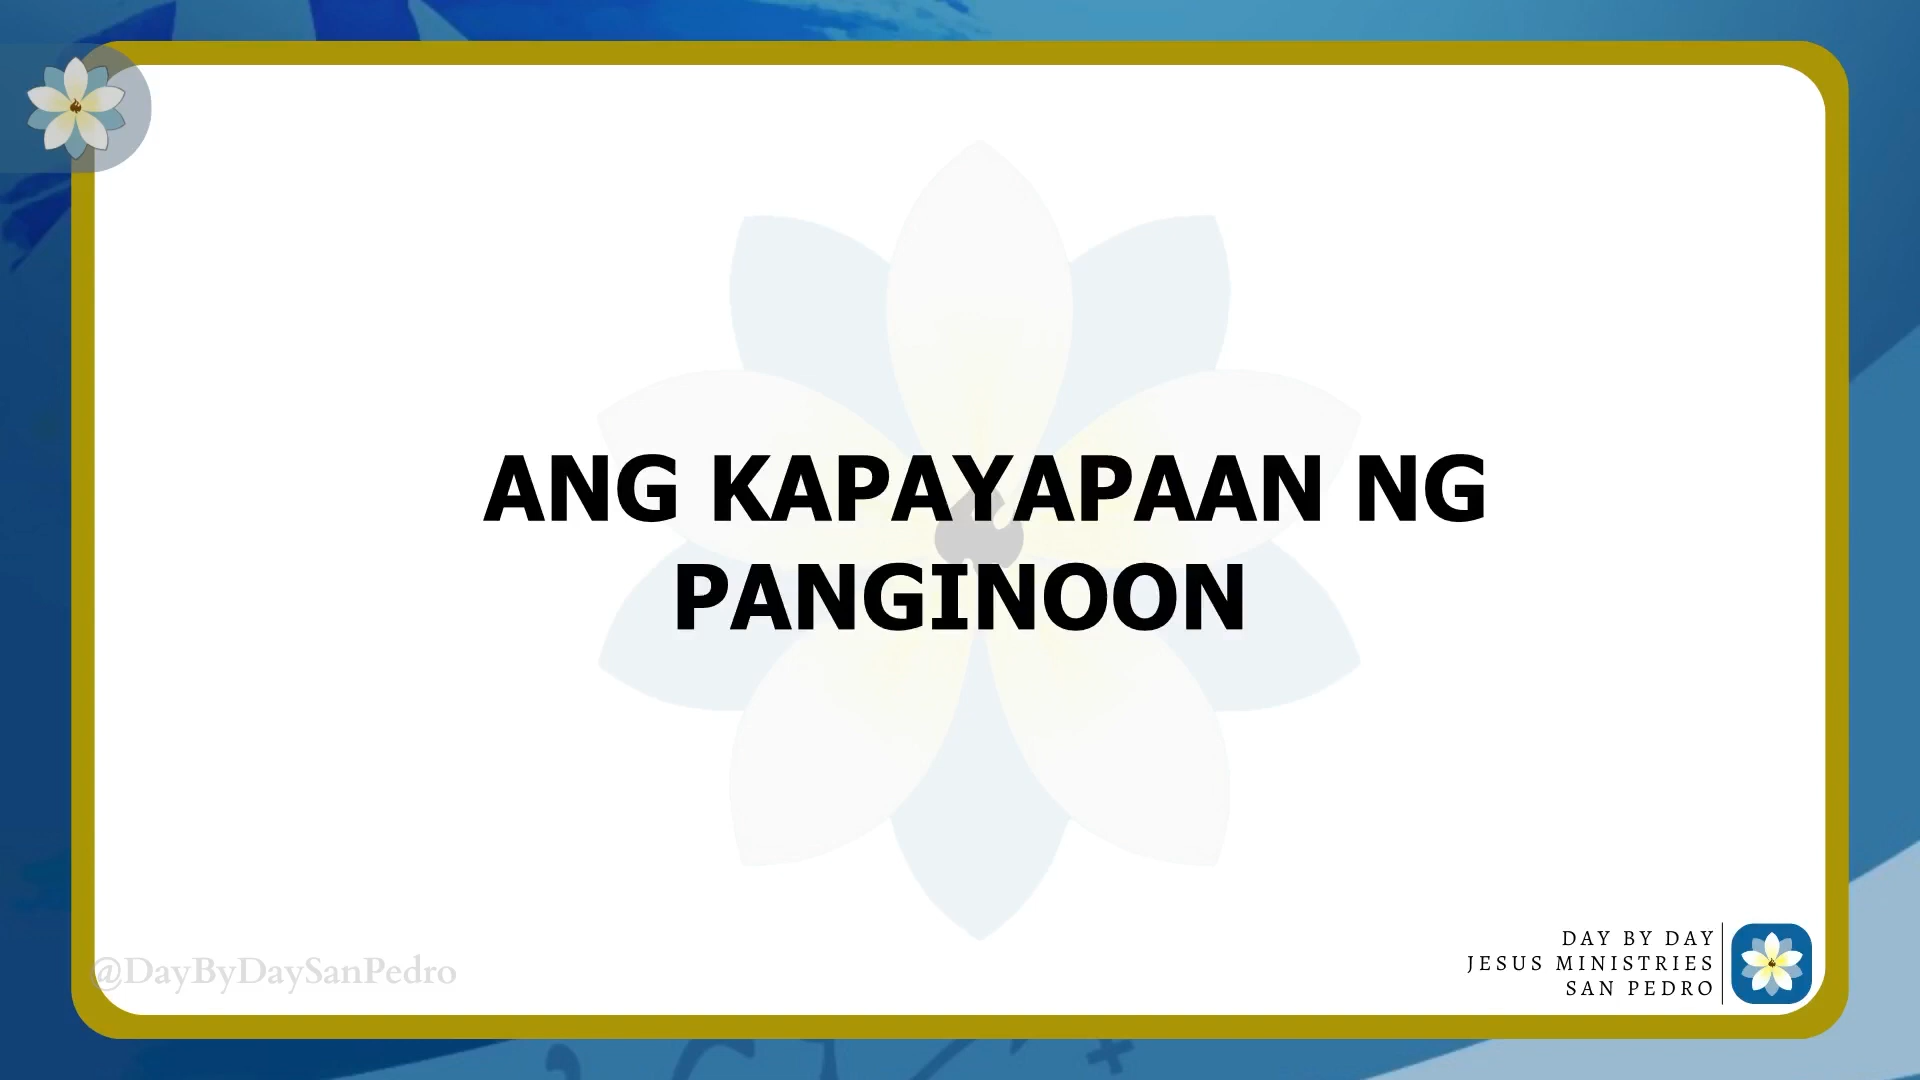 ANG KAPAYAPAAN NG
PANGINOON
@DayByDaySanPedro
DAY BY DAY
JESUS MINISTRIES
SAN PEDRO